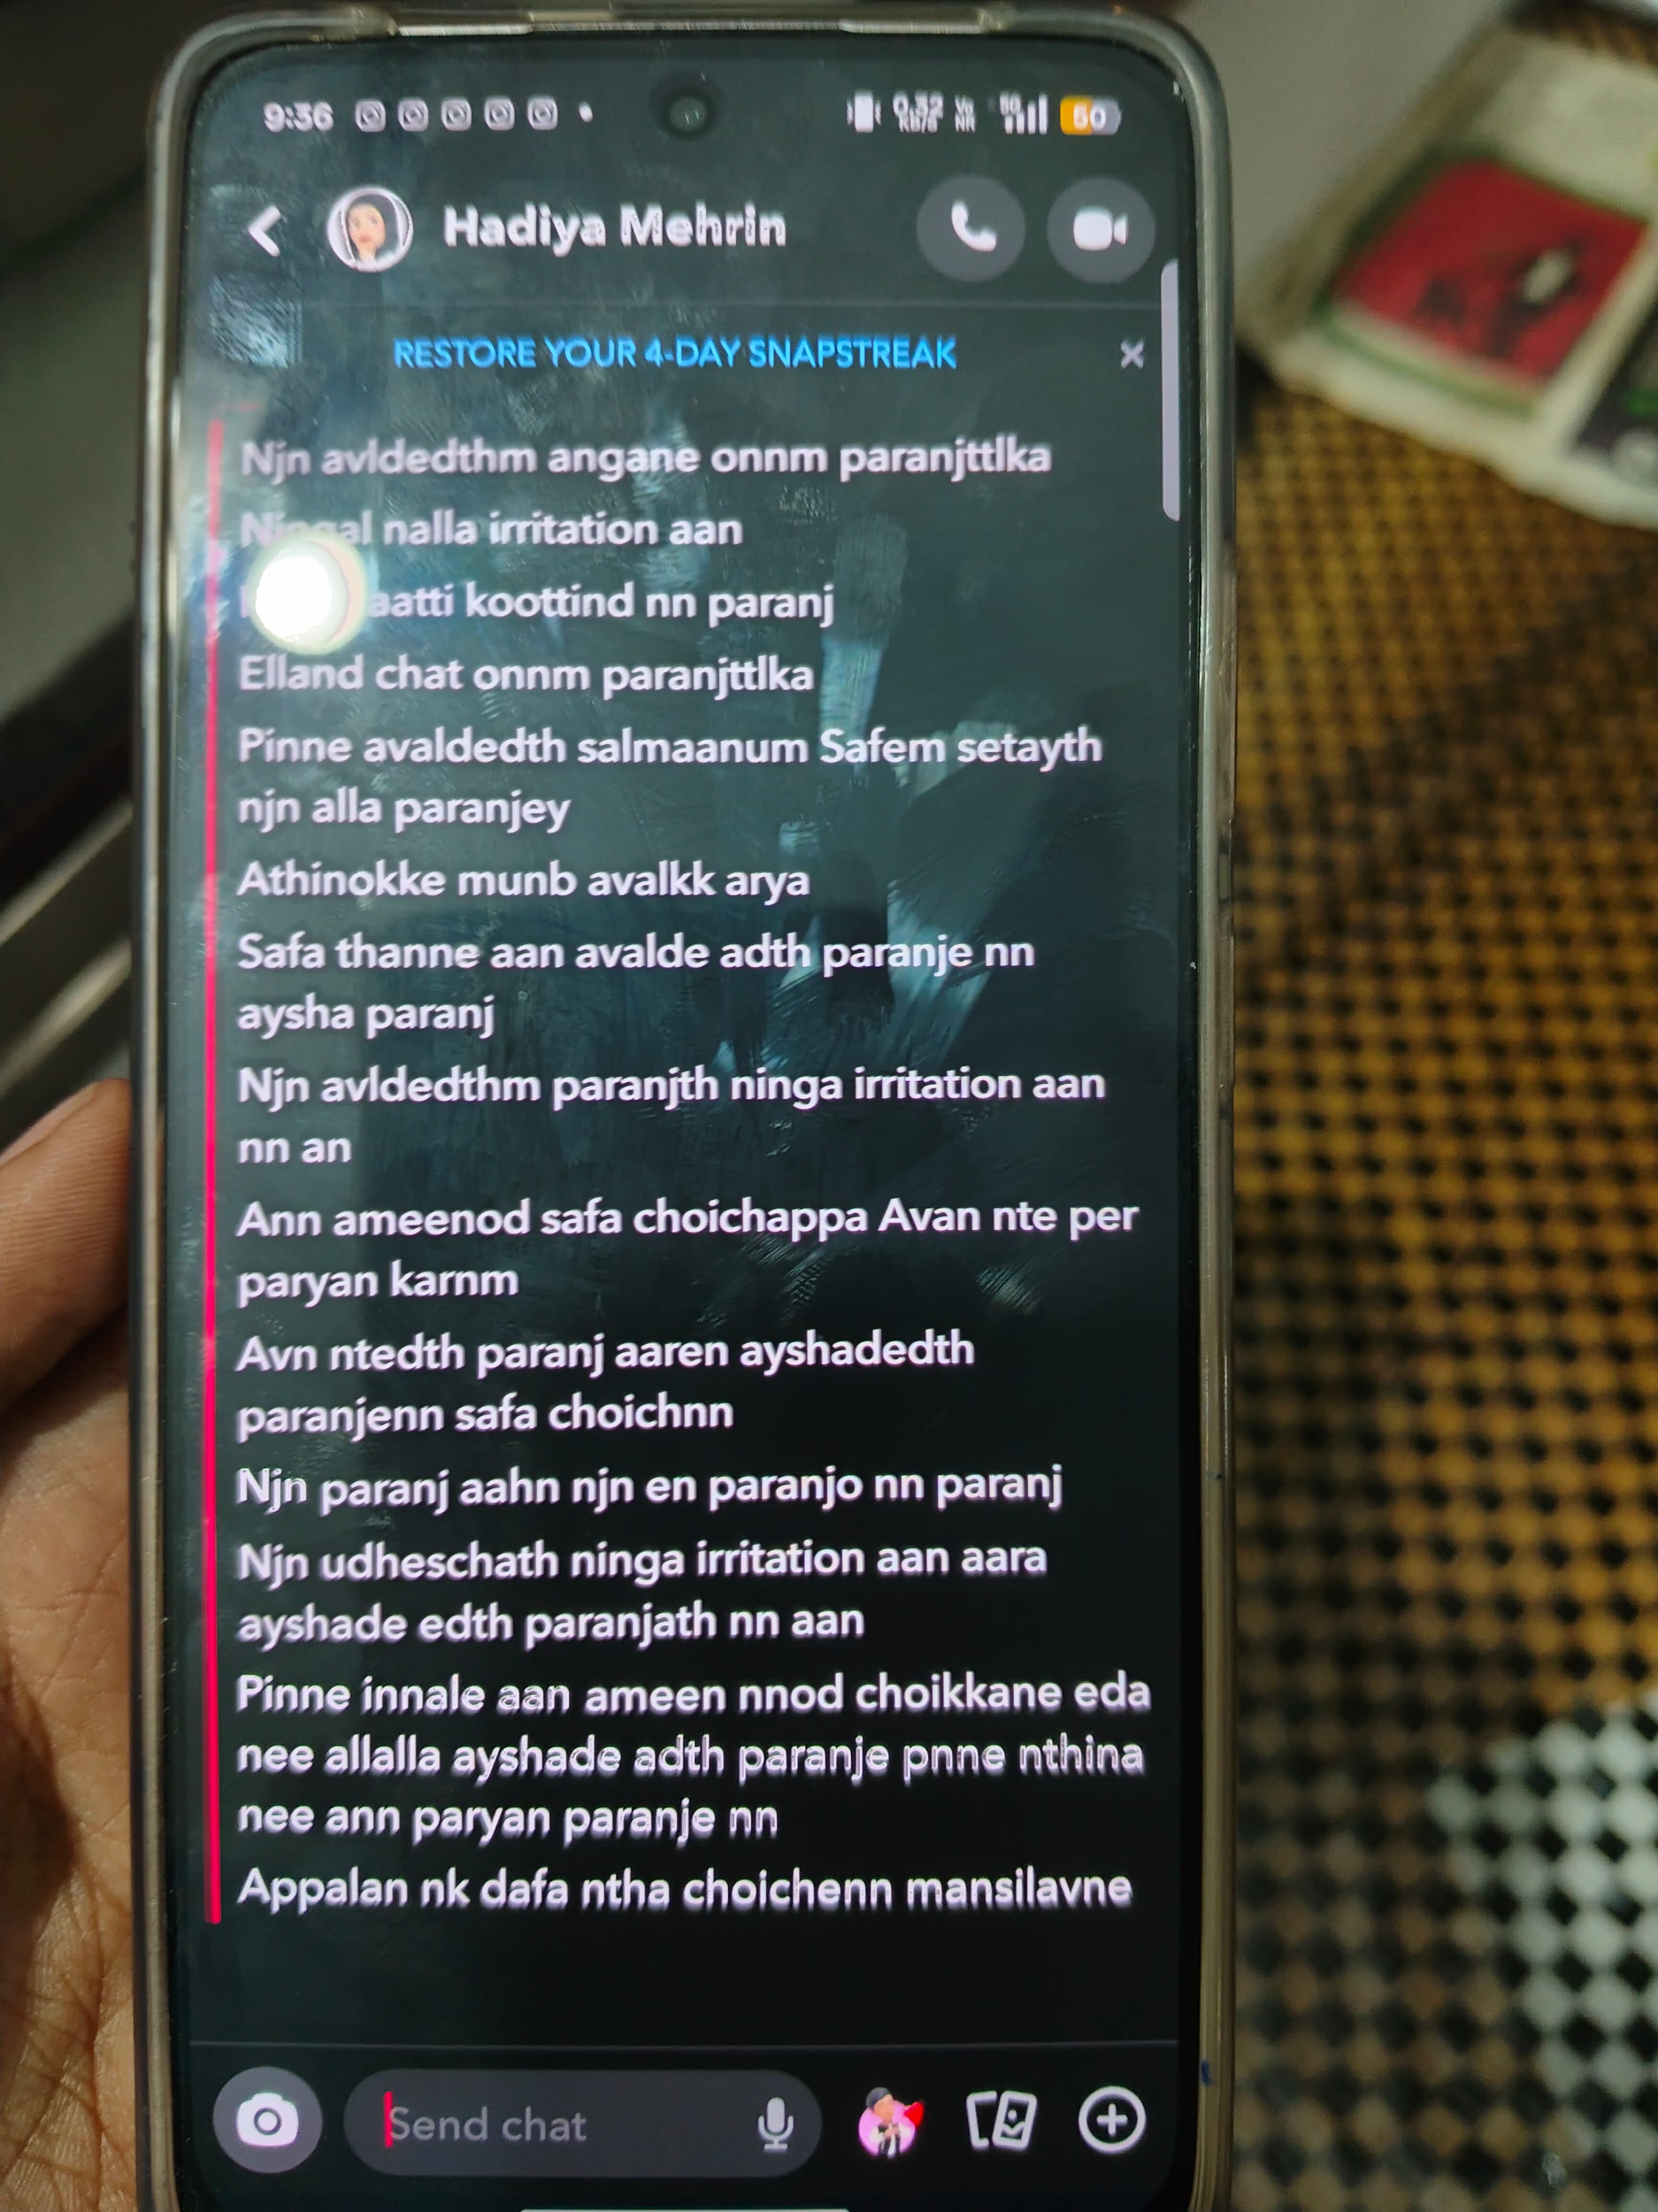 9:36
0.32 KB/S
Vo NR
5G
50
Hadiya Mehrin
RESTORE YOUR 4-DAY SNAPSTREAK
Njn avldedthm angane onnm paranjttlka
nalla irritation aan
koottind nn paranj
Elland chat onnm paranjttlka
Pinne avaldedth salmaanum Safem setayth
njn alla paranjey
Athinokke munb avalkk arya
Safa thanne aan avalde adth paranje nn
aysha paranj
Njn avldedthm paranjth ninga irritation aan
nn an
Ann ameenod safa choichappa Avan nte per
paryan karnm
Avn ntedth paranj aaren ayshadedth
paranjenn safa choichnn
Njn paranj aahn njn en paranjo nn paranj
Njn udheschath ninga irritation aan aara
ayshade edth paranjath nn aan
Pinne innale aan ameen nnod choikkane eda
nee allalla ayshade adth paranje pnne nthina
nee ann paryan paranje nn
Appalan nk dafa ntha choichenn mansilavne
Send chat